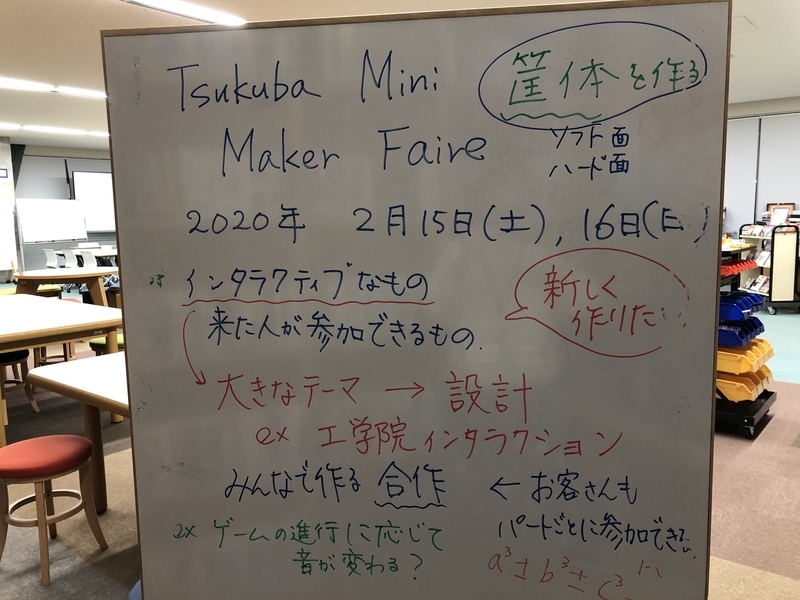 Tsukuba Mini
Maker Faire
筐体を作る
ソフト面
ハード面
2020年 2月15日(土), 16日(日)
インタラクティブなもの
来た人が参加できるもの.
新しく
作りたい
大きなテーマ → 設計
ex 工学院インタラクション
みんなで作る 合作 ← お客さんも
パートごとに参加できる.
ex ゲームの進行に応じて
音が変わる?
a³ ± b³ ± c³